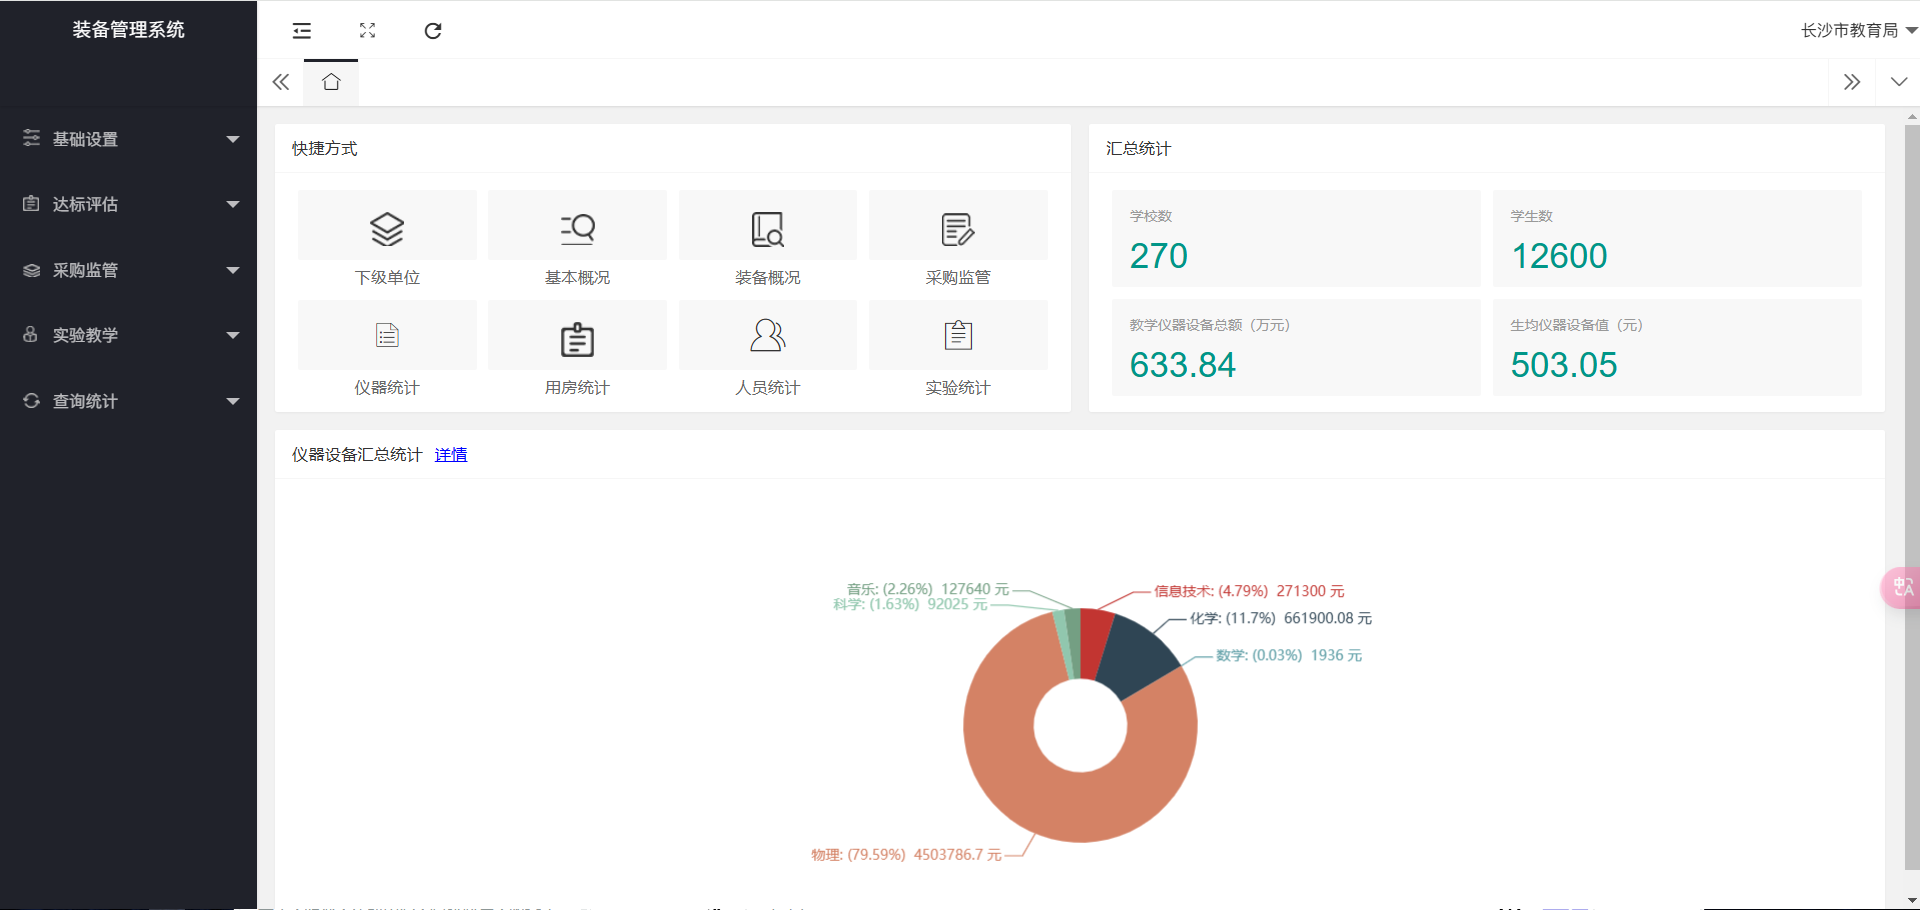 装备管理系统
长沙市教育局
基础设置
达标评估
采购监管
实验教学
查询统计
快捷方式
下级单位
基本概况
装备概况
采购监管
仪器统计
用房统计
人员统计
实验统计
汇总统计
学校数
270
学生数
12600
教学仪器设备总额（万元）
633.84
生均仪器设备值（元）
503.05
仪器设备汇总统计 详情
音乐: (2.26%) 127640 元
科学: (1.63%) 92025 元
信息技术: (4.79%) 271300 元
化学: (11.7%) 661900.08 元
数学: (0.03%) 1936 元
物理: (79.59%) 4503786.7 元
中A